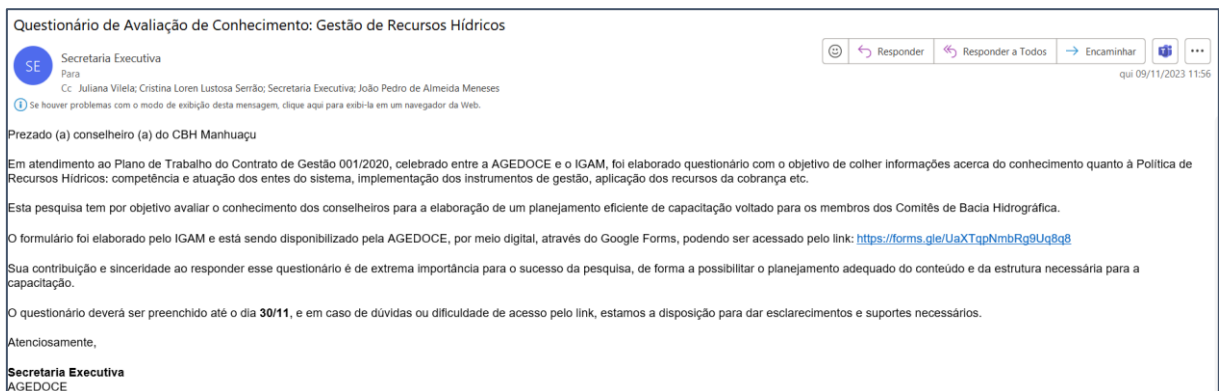 Questionário de Avaliação de Conhecimento: Gestão de Recursos Hídricos
SE
Secretaria Executiva
Para
Cc Juliana Vilela; Cristina Loren Lustosa Serrão; Secretaria Executiva; João Pedro de Almeida Meneses
Responder
Responder a Todos
Encaminhar
qui 09/11/2023 11:56
Se houver problemas com o modo de exibição desta mensagem, clique aqui para exibi-la em um navegador da Web.
Prezado (a) conselheiro (a) do CBH Manhuaçu
Em atendimento ao Plano de Trabalho do Contrato de Gestão 001/2020, celebrado entre a AGEDOCE e o IGAM, foi elaborado questionário com o objetivo de colher informações acerca do conhecimento quanto à Política de
Recursos Hídricos: competência e atuação dos entes do sistema, implementação dos instrumentos de gestão, aplicação dos recursos da cobrança etc.
Esta pesquisa tem por objetivo avaliar o conhecimento dos conselheiros para a elaboração de um planejamento eficiente de capacitação voltado para os membros dos Comitês de Bacia Hidrográfica.
O formulário foi elaborado pelo IGAM e está sendo disponibilizado pela AGEDOCE, por meio digital, através do Google Forms, podendo ser acessado pelo link: https://forms.gle/UaXTqpNmbRg9Uq8q8
Sua contribuição e sinceridade ao responder esse questionário é de extrema importância para o sucesso da pesquisa, de forma a possibilitar o planejamento adequado do conteúdo e da estrutura necessária para a
capacitação.
O questionário deverá ser preenchido até o dia 30/11, e em caso de dúvidas ou dificuldade de acesso pelo link, estamos a disposição para dar esclarecimentos e suportes necessários.
Atenciosamente,
Secretaria Executiva
AGEDOCE